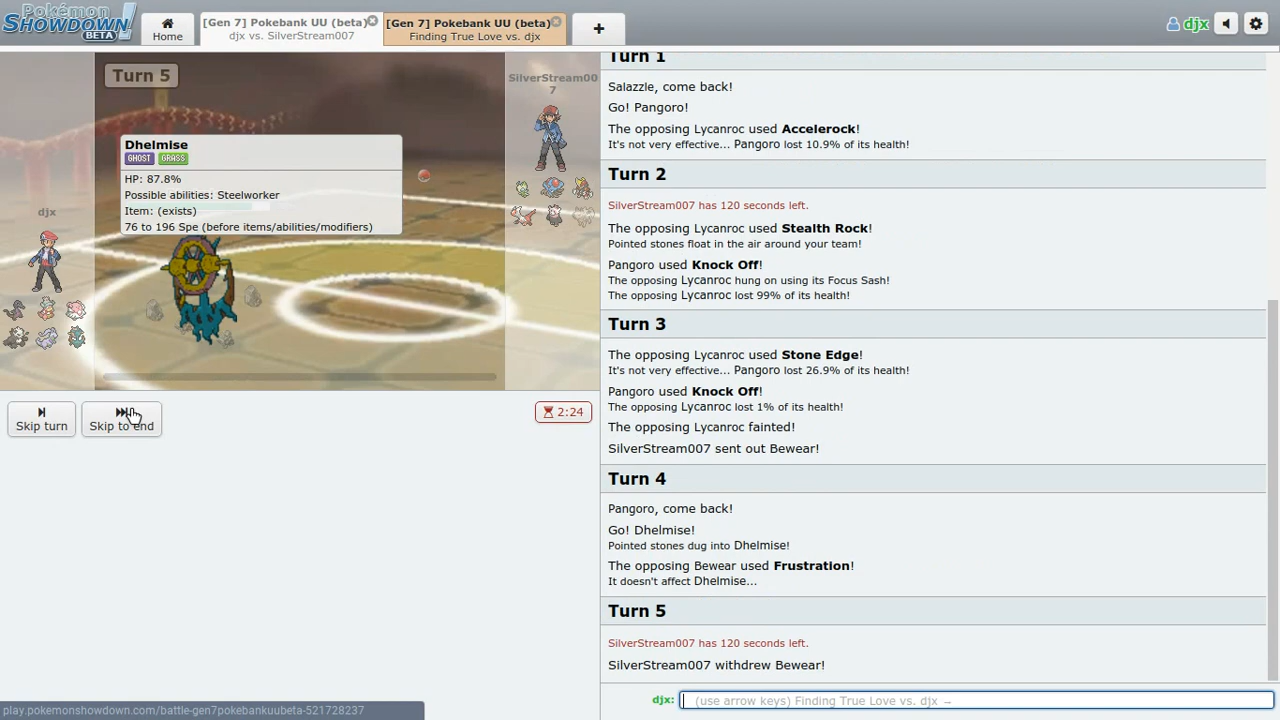 Pokémon
SHOWDOWN!
BETA
Home
[Gen 7] Pokebank UU (beta)
djx vs. SilverStream007
[Gen 7] Pokebank UU (beta)
Finding True Love vs. djx
+
djx
Turn 5
SilverStream00
7
Dhelmise
GHOST GRASS
HP: 87.8%
Possible abilities: Steelworker
Item: (exists)
76 to 196 Spe (before items/abilities/modifiers)
djx
Skip turn
Skip to end
2:24
Turn 1
Salazzle, come back!
Go! Pangoro!
The opposing Lycanroc used Accelerock!
It's not very effective... Pangoro lost 10.9% of its health!
Turn 2
SilverStream007 has 120 seconds left.
The opposing Lycanroc used Stealth Rock!
Pointed stones float in the air around your team!
Pangoro used Knock Off!
The opposing Lycanroc hung on using its Focus Sash!
The opposing Lycanroc lost 99% of its health!
Turn 3
The opposing Lycanroc used Stone Edge!
It's not very effective... Pangoro lost 26.9% of its health!
Pangoro used Knock Off!
The opposing Lycanroc lost 1% of its health!
The opposing Lycanroc fainted!
SilverStream007 sent out Bewear!
Turn 4
Pangoro, come back!
Go! Dhelmise!
Pointed stones dug into Dhelmise!
The opposing Bewear used Frustration!
It doesn't affect Dhelmise...
Turn 5
SilverStream007 has 120 seconds left.
SilverStream007 withdrew Bewear!
djx: (use arrow keys) Finding True Love vs. djx →
play.pokemonshowdown.com/battle-gen7pokebankuubeta-521728237